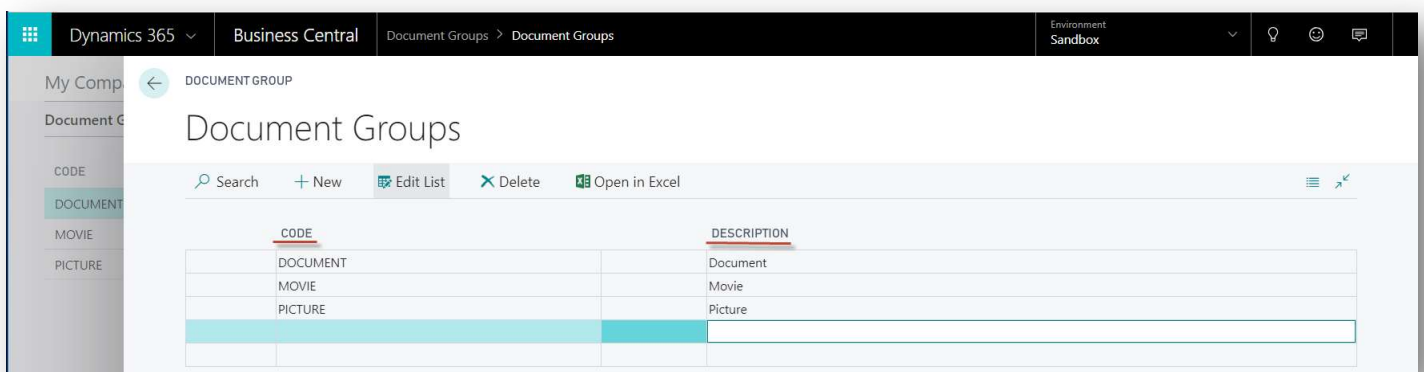 Dynamics 365
Business Central
Document Groups > Document Groups
Environment
Sandbox
My Comp
Document G
CODE
DOCUMENT
MOVIE
PICTURE
DOCUMENT GROUP
Document Groups
Search
New
Edit List
Delete
Open in Excel
CODE DESCRIPTION
DOCUMENT Document
MOVIE Movie
PICTURE Picture